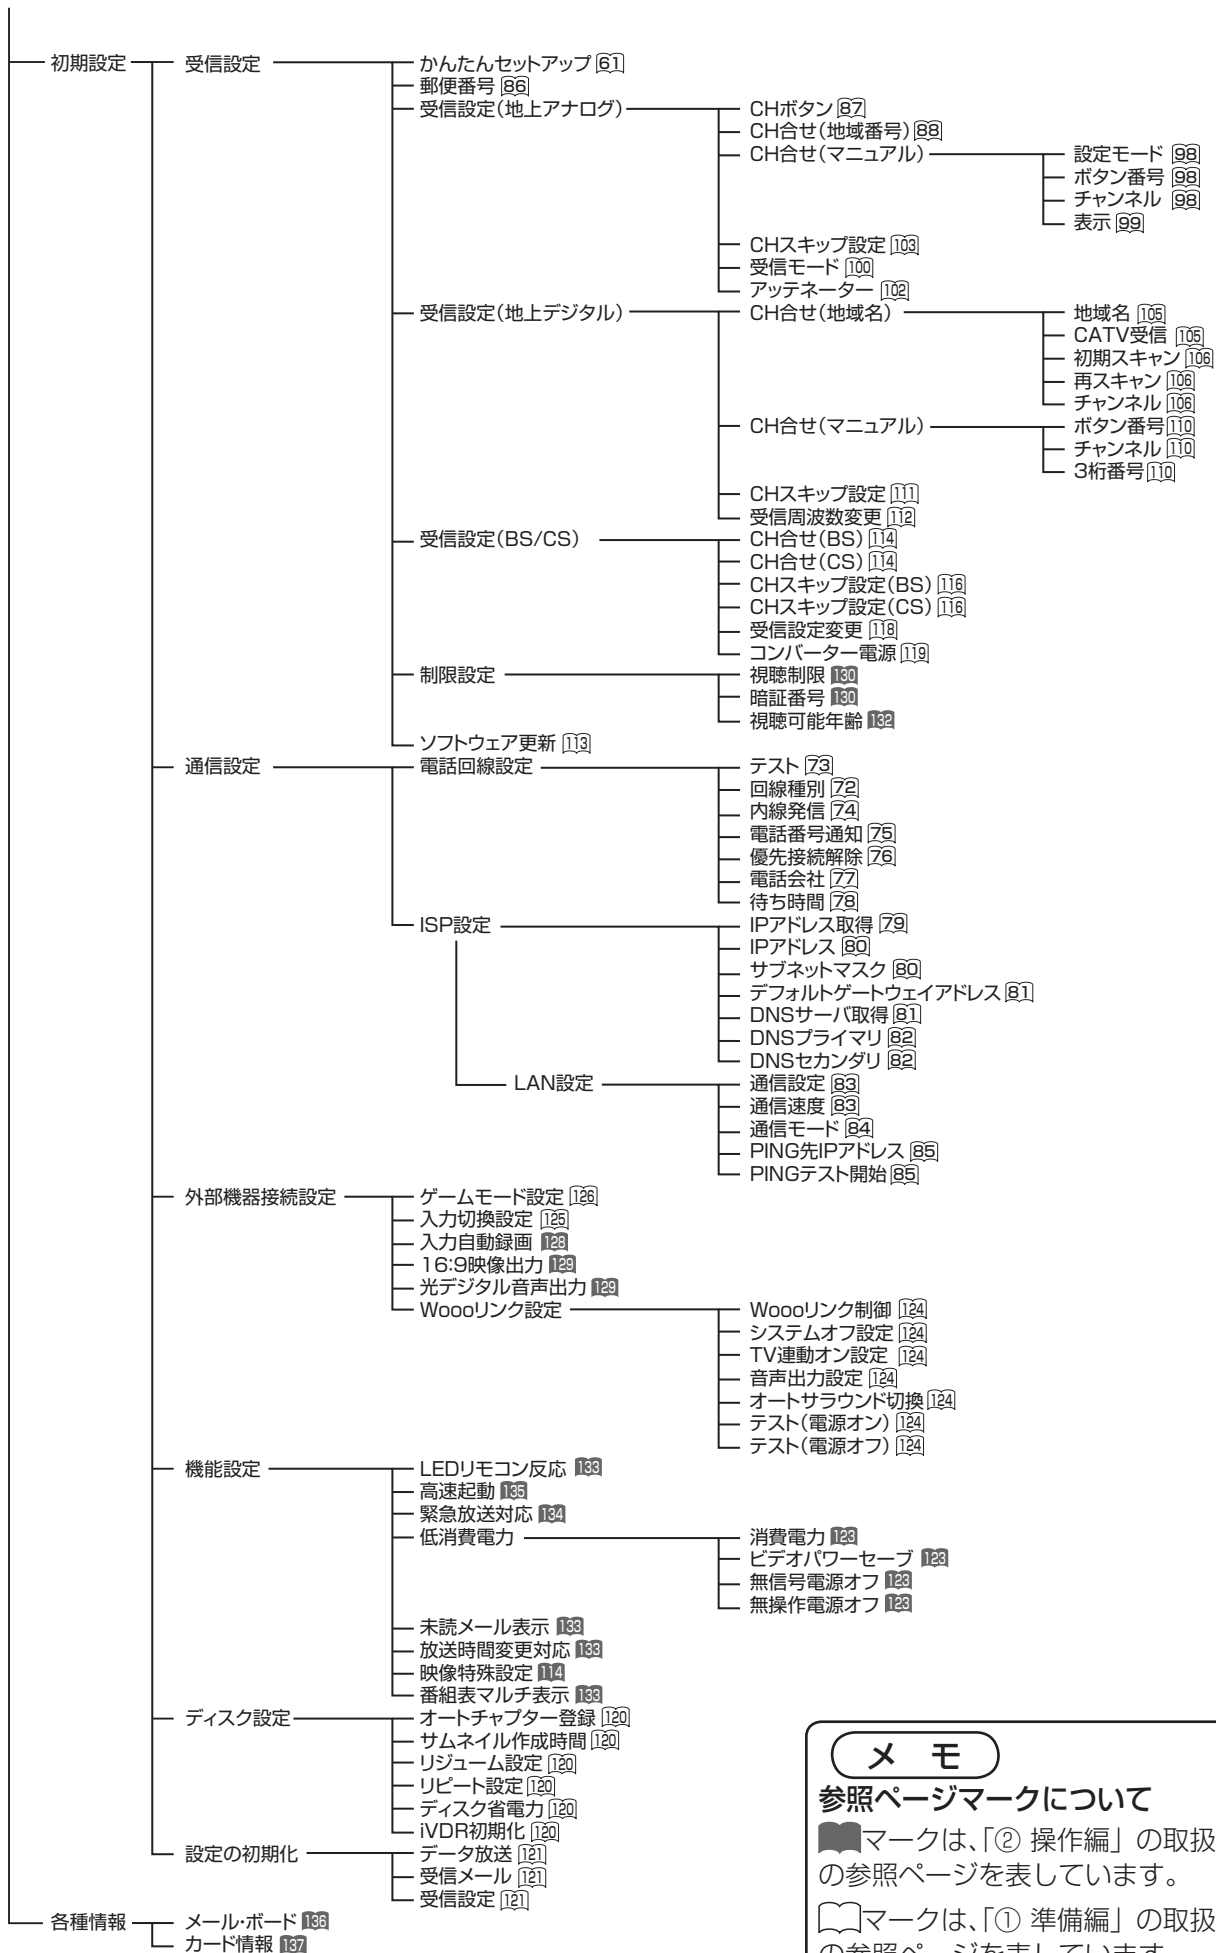 初期設定
受信設定
かんたんセットアップ 61
郵便番号 86
受信設定(地上アナログ)
CHボタン 87
CH合せ(地域番号) 88
CH合せ(マニュアル)
設定モード 98
ボタン番号 98
チャンネル 98
表示 99
CHスキップ設定 103
受信モード 100
アッテネーター 102
受信設定(地上デジタル)
CH合せ(地域名)
地域名 105
CATV受信 105
初期スキャン 106
再スキャン 106
チャンネル 106
CH合せ(マニュアル)
ボタン番号 110
チャンネル 110
3桁番号 110
CHスキップ設定 111
受信周波数変更 112
受信設定(BS/CS)
CH合せ(BS) 114
CH合せ(CS) 114
CHスキップ設定(BS) 116
CHスキップ設定(CS) 116
受信設定変更 118
コンバーター電源 119
制限設定
視聴制限 130
暗証番号 130
視聴可能年齢 132
ソフトウェア更新 113
通信設定
電話回線設定
テスト 73
回線種別 72
内線発信 74
電話番号通知 75
優先接続解除 76
電話会社 77
待ち時間 78
ISP設定
IPアドレス取得 79
IPアドレス 80
サブネットマスク 80
デフォルトゲートウェイアドレス 81
DNSサーバ取得 81
DNSプライマリ 82
DNSセカンダリ 82
LAN設定
通信設定 83
通信速度 83
通信モード 84
PING先IPアドレス 85
PINGテスト開始 85
外部機器接続設定
ゲームモード設定 126
入力切換設定 125
入力自動録画 128
16:9映像出力 129
光デジタル音声出力 129
Woooリンク設定
Woooリンク制御 124
システムオフ設定 124
TV連動オン設定 124
音声出力設定 124
オートサラウンド切換 124
テスト(電源オン) 124
テスト(電源オフ) 124
機能設定
LEDリモコン反応 133
高速起動 135
緊急放送対応 134
低消費電力
消費電力 123
ビデオパワーセーブ 123
無信号電源オフ 123
無操作電源オフ 123
未読メール表示 133
放送時間変更対応 133
映像特殊設定 114
番組表マルチ表示 133
ディスク設定
オートチャプター登録 120
サムネイル作成時間 120
リジューム設定 120
リピート設定 120
ディスク省電力 120
iVDR初期化 120
設定の初期化
データ放送 121
受信メール 121
受信設定 121
各種情報
メール・ボード 136
カード情報 137
メ モ
参照ページマークについて
マークは、「② 操作編」の取扱
の参照ページを表しています。
マークは、「① 準備編」の取扱
の参照ページを表しています